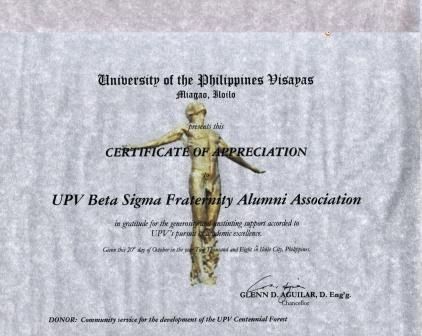 University of the Philippines Visayas
Miagao, Iloilo
presents this
CERTIFICATE OF APPRECIATION
UPV Beta Sigma Fraternity Alumni Association
in gratitude for the generosity and unstinting support accorded to
UPV's pursuit of academic excellence.
Given this 20th day of October in the year Two Thousand and Eight in Iloilo City, Philippines.
GLENN D. AGUILAR, D. Eng'g.
Chancellor
DONOR: Community service for the development of the UPV Centennial Forest